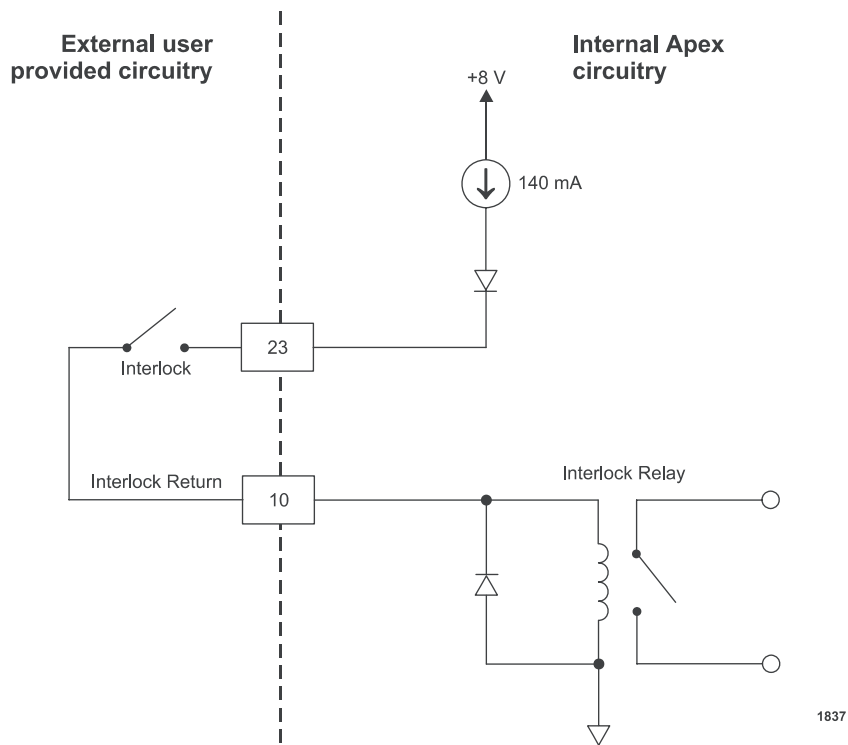 External user
provided circuitry
Internal Apex
circuitry
+8 V
140 mA
23
Interlock
Interlock Return
10
Interlock Relay
1837